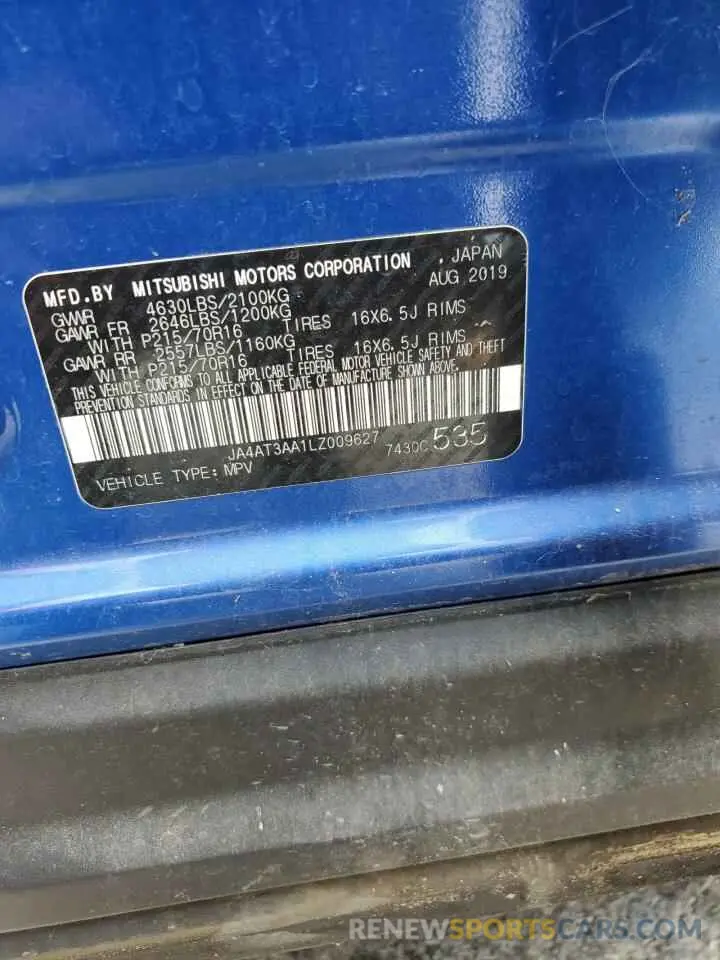 MFD.BY MITSUBISHI MOTORS CORPORATION , JAPAN
GVWR 4630LBS/2100KG AUG 2019
GAWR FR 2646LBS/1200KG
WITH P215/70R16 TIRES 16X6.5J RIMS
GAWR RR 2557LBS/1160KG
WITH P215/70R16 TIRES 16X6.5J RIMS
THIS VEHICLE CONFORMS TO ALL APPLICABLE FEDERAL MOTOR VEHICLE SAFETY AND THEFT
PREVENTION STANDARDS IN EFFECT ON THE DATE OF MANUFACTURE SHOWN ABOVE.
JA4AT3AA1LZ009627 7430C 535
VEHICLE TYPE: MPV
RENEWSPORTSCARS.COM